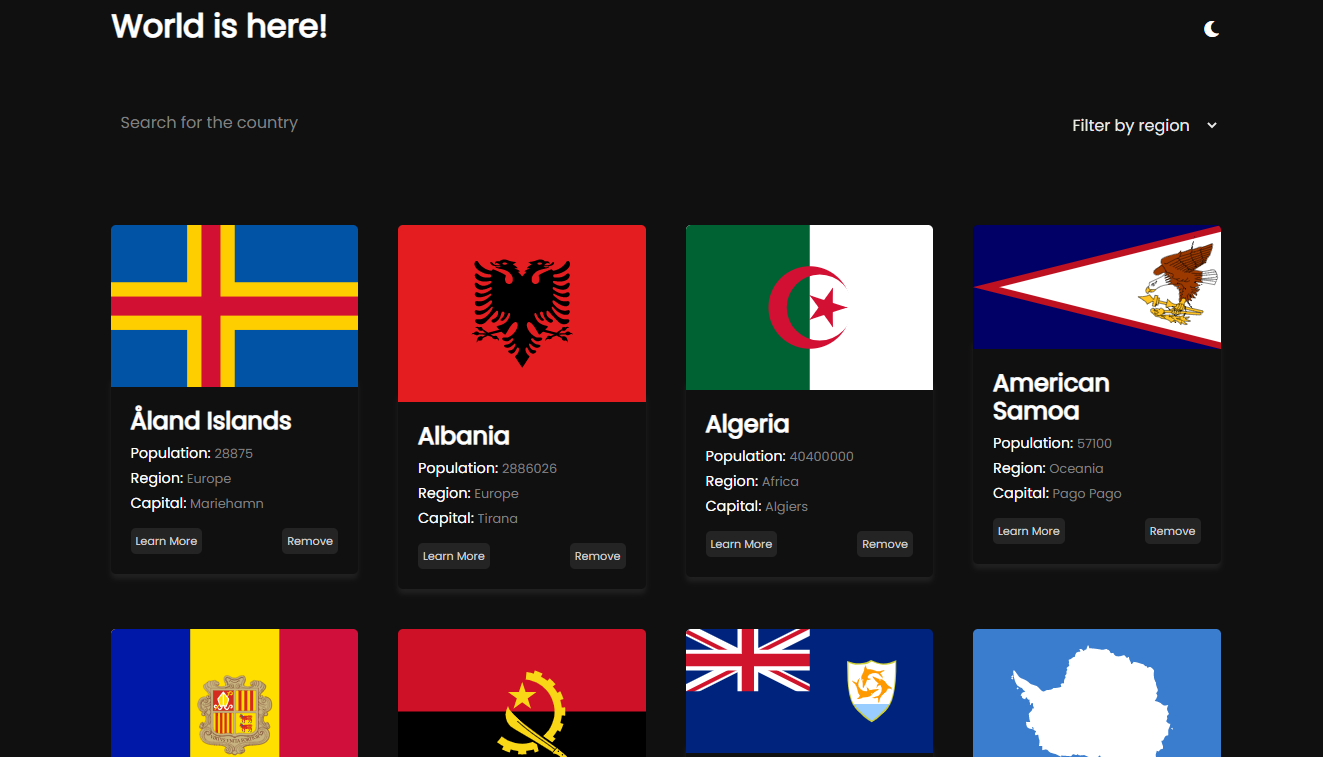 World is here!
Search for the country
Filter by region
Åland Islands
Population: 28875
Region: Europe
Capital: Mariehamn
Learn More
Remove
Albania
Population: 2886026
Region: Europe
Capital: Tirana
Learn More
Remove
Algeria
Population: 40400000
Region: Africa
Capital: Algiers
Learn More
Remove
American
Samoa
Population: 57100
Region: Oceania
Capital: Pago Pago
Learn More
Remove